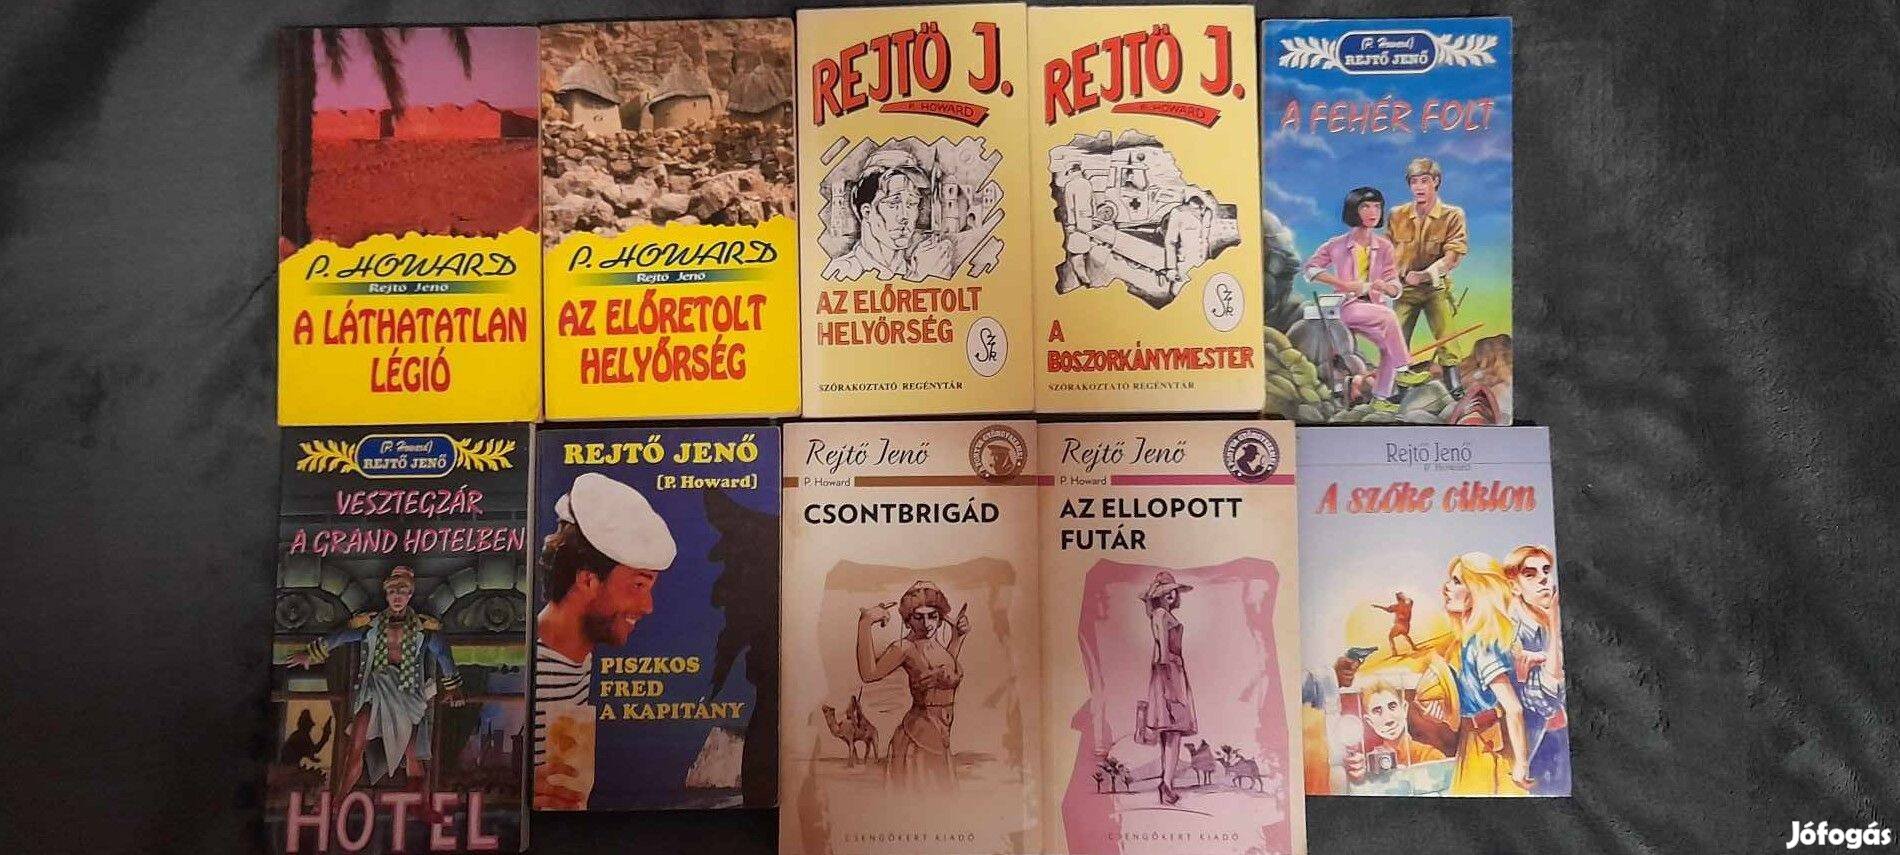 P. HOWARD
Rejtő Jenő
A LÁTHATATLAN
LÉGIÓ
P. HOWARD
Rejtő Jenő
AZ ELŐRETOLT
HELYŐRSÉG
REJTŐ J.
P. HOWARD
AZ ELŐRETOLT
HELYŐRSÉG
SZÓRAKOZTATÓ REGÉNYTÁR
REJTŐ J.
P. HOWARD
A
BOSZORKÁNYMESTER
SZÓRAKOZTATÓ REGÉNYTÁR
(P. Howard)
REJTŐ JENŐ
A FEHÉR FOLT
(P. Howard)
REJTŐ JENŐ
VESZTEGZÁR
A GRAND HOTELBEN
HOTEL
REJTŐ JENŐ
(P. Howard)
PISZKOS
FRED
A KAPITÁNY
Rejtő Jenő
P. Howard
CSONTBRIGÁD
CSENGŐKERT KIADÓ
Rejtő Jenő
P. Howard
AZ ELLOPOTT
FUTÁR
CSENGŐKERT KIADÓ
Rejtő Jenő
P. Howard
A szőke ciklon
Jófogás